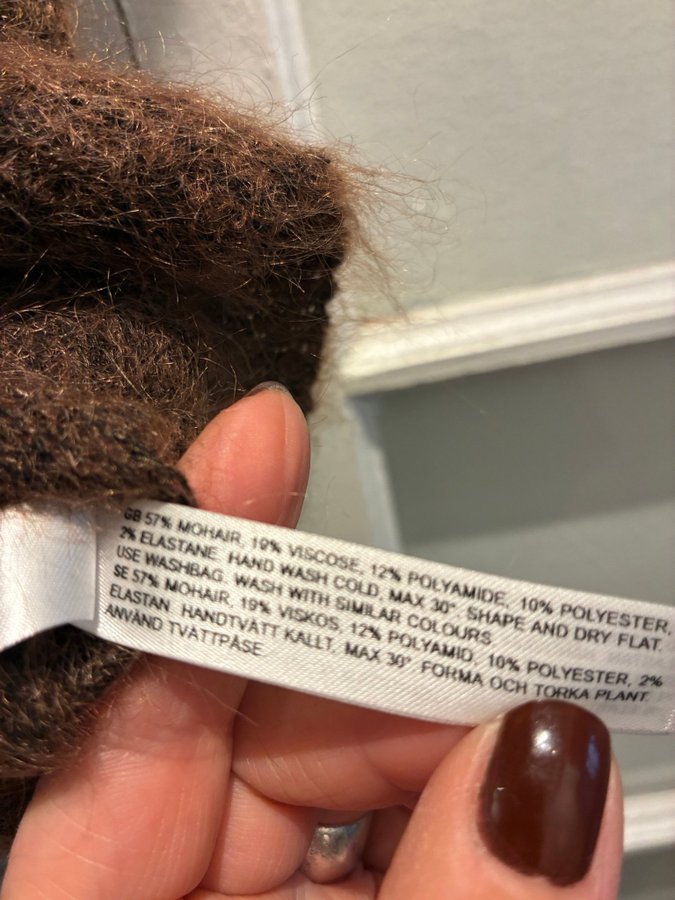 GB 57% MOHAIR, 19% VISCOSE, 12% POLYAMIDE, 10% POLYESTER,
2% ELASTANE. HAND WASH COLD, MAX 30°. SHAPE AND DRY FLAT.
USE WASHBAG. WASH WITH SIMILAR COLOURS.
SE 57% MOHAIR, 19% VISKOS, 12% POLYAMID, 10% POLYESTER, 2%
ELASTAN. HANDTVÄTT KALLT, MAX 30°. FORMA OCH TORKA PLANT.
ANVÄND TVÄTTPÅSE.